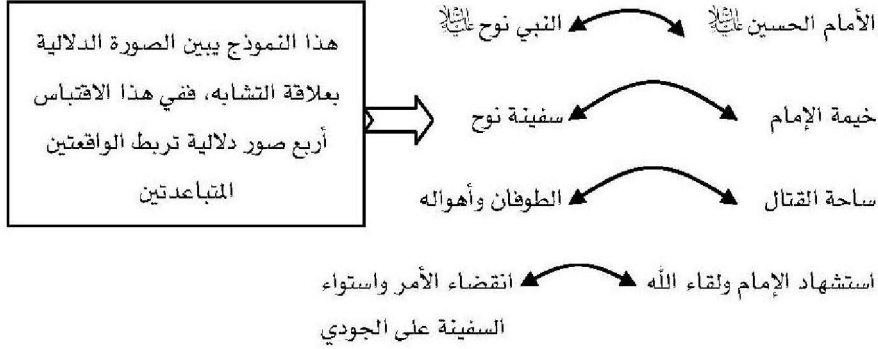 الأمام الحسين عليه السلام النبي نوح عليه السلام
خيمة الإمام سفينة نوح
ساحة القتال الطوفان وأهواله
استشهاد الإمام ولقاء الله انقضاء الأمر واستواء
السفينة على الجودي
هذا النموذج يبين الصورة الدلالية
بعلاقة التشابه، ففي هذا الاقتباس
أربع صور دلالية تربط الواقعتين
المتباعدتين